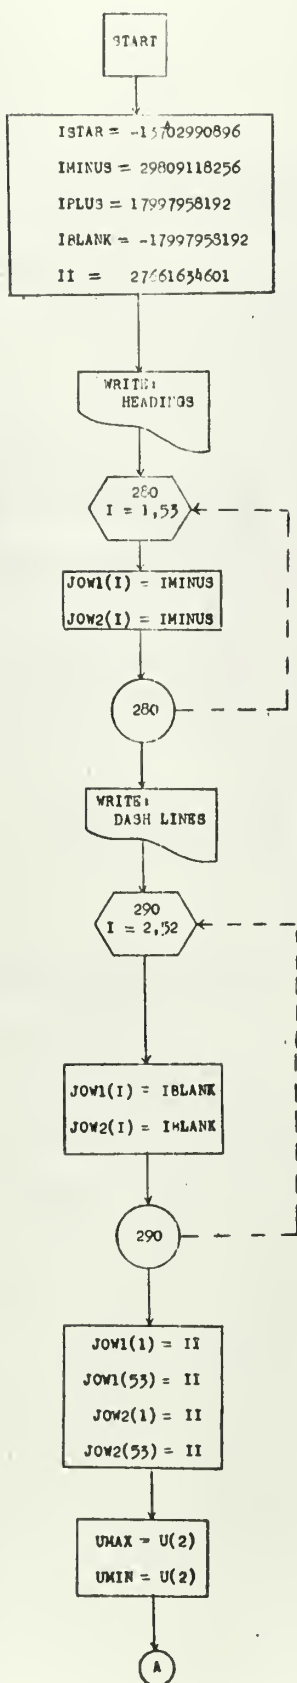 START
ISTAR = -13702990896
IMINUS = 29809118256
IPLUS = 17997958192
IBLANK = -17997958192
II = 27661634601
WRITE:
HEADINGS
280
I = 1,53
JOW1(I) = IMINUS
JOW2(I) = IMINUS
280
WRITE:
DASH LINES
290
I = 2,52
JOW1(I) = IBLANK
JOW2(I) = IBLANK
290
JOW1(1) = II
JOW1(53) = II
JOW2(1) = II
JOW2(53) = II
UMAX = U(2)
UMIN = U(2)
A